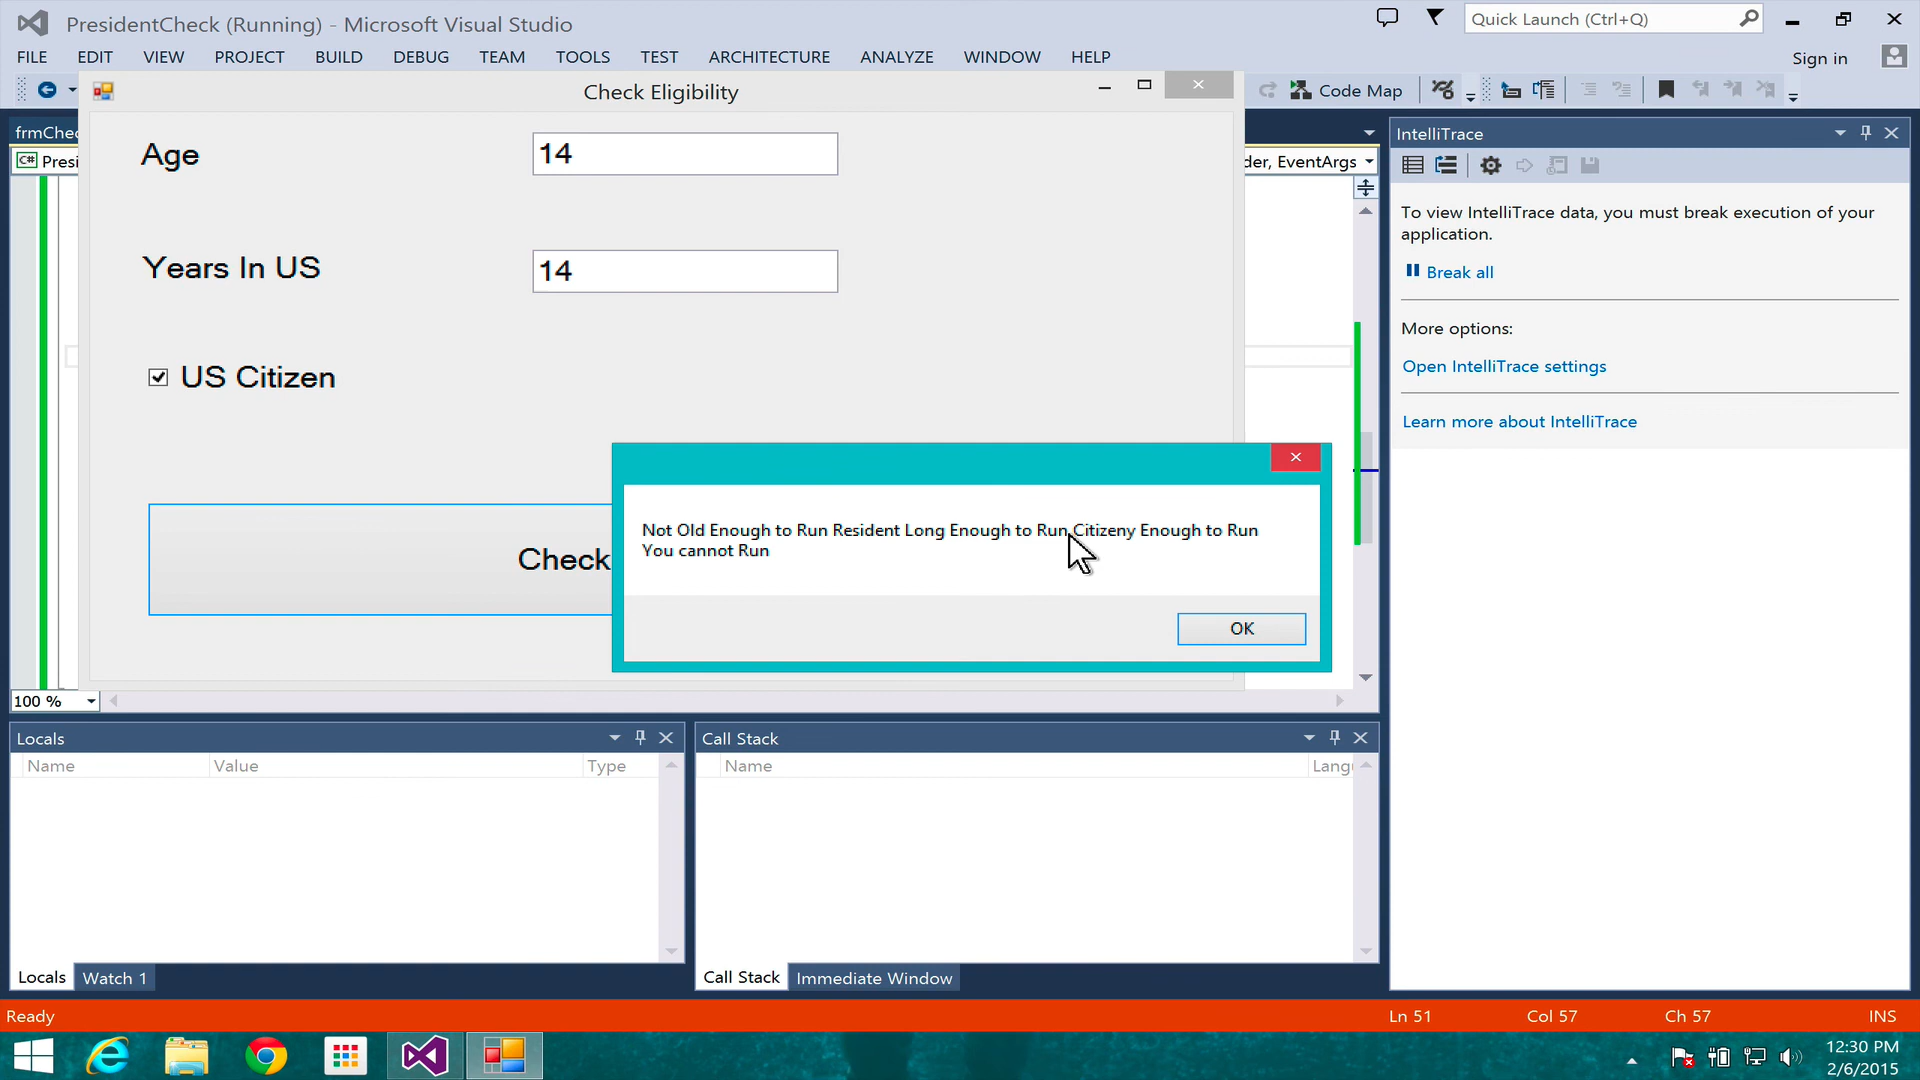 PresidentCheck (Running) - Microsoft Visual Studio
Quick Launch (Ctrl+Q)
FILE EDIT VIEW PROJECT BUILD DEBUG TEAM TOOLS TEST ARCHITECTURE ANALYZE WINDOW HELP
Sign in
Check Eligibility
Code Map
frmChec
C# Presi
der, EventArgs
IntelliTrace
Age
14
To view IntelliTrace data, you must break execution of your
application.
Years In US
14
Break all
More options:
Open IntelliTrace settings
US Citizen
Learn more about IntelliTrace
Not Old Enough to Run Resident Long Enough to Run Citizeny Enough to Run
You cannot Run
Check
OK
100 %
Locals
Name Value Type
Call Stack
Name Langu
Locals Watch 1
Call Stack Immediate Window
Ready
Ln 51 Col 57 Ch 57 INS
12:30 PM
2/6/2015